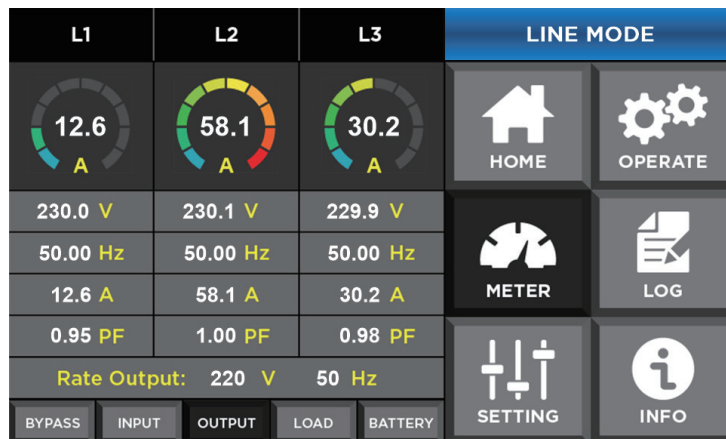 L1 L2 L3 LINE MODE
12.6 A 58.1 A 30.2 A
HOME OPERATE
230.0 V 230.1 V 229.9 V
50.00 Hz 50.00 Hz 50.00 Hz
12.6 A 58.1 A 30.2 A
METER LOG
0.95 PF 1.00 PF 0.98 PF
Rate Output: 220 V 50 Hz
BYPASS INPUT OUTPUT LOAD BATTERY
SETTING INFO